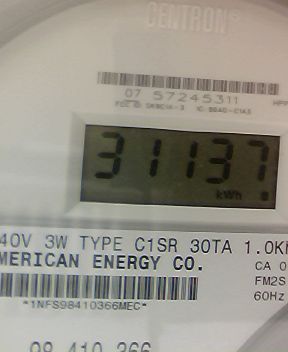 CENTRON®
07 57245311
31137
kWh
40V 3W TYPE C1SR 30TA 1.0K
MERICAN ENERGY CO.
CA 0
FM2S
60Hz
*1NFS98410366MEC*
98 410 366